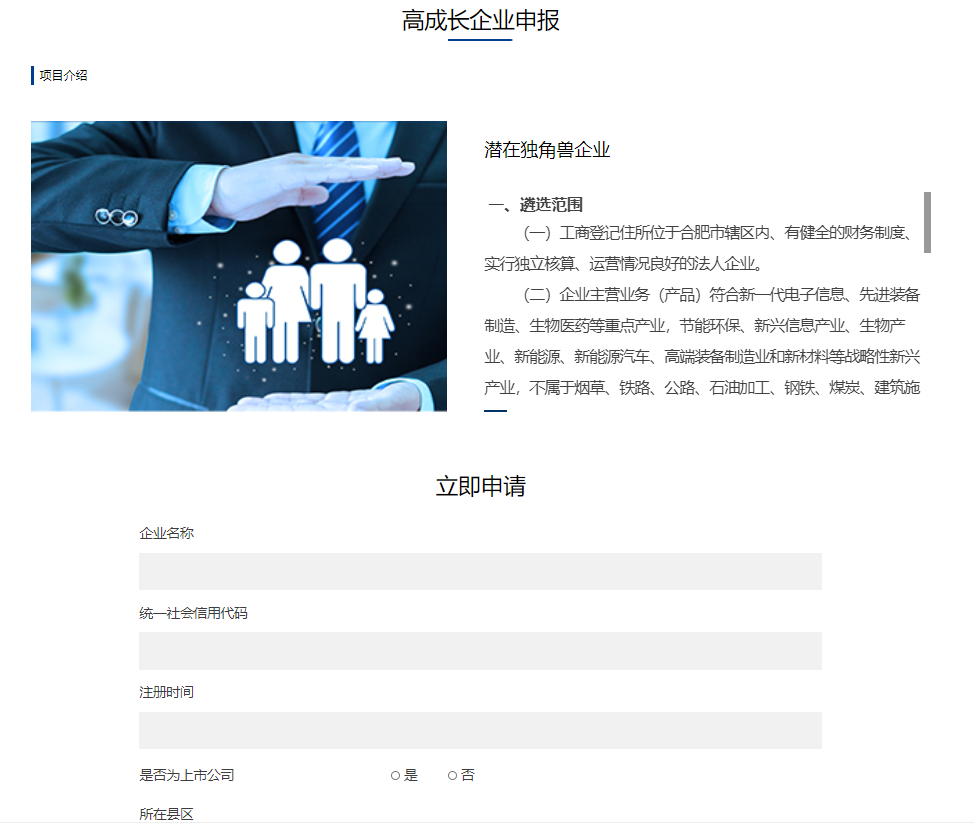 高成长企业申报
项目介绍
潜在独角兽企业
一、遴选范围
（一）工商登记住所位于合肥市辖区内、有健全的财务制度、
实行独立核算、运营情况良好的法人企业。
（二）企业主营业务（产品）符合新一代电子信息、先进装备
制造、生物医药等重点产业，节能环保、新兴信息产业、生物产
业、新能源、新能源汽车、高端装备制造业和新材料等战略性新兴
产业，不属于烟草、铁路、公路、石油加工、钢铁、煤炭、建筑施
立即申请
企业名称
统一社会信用代码
注册时间
是否为上市公司 是 否
所在县区